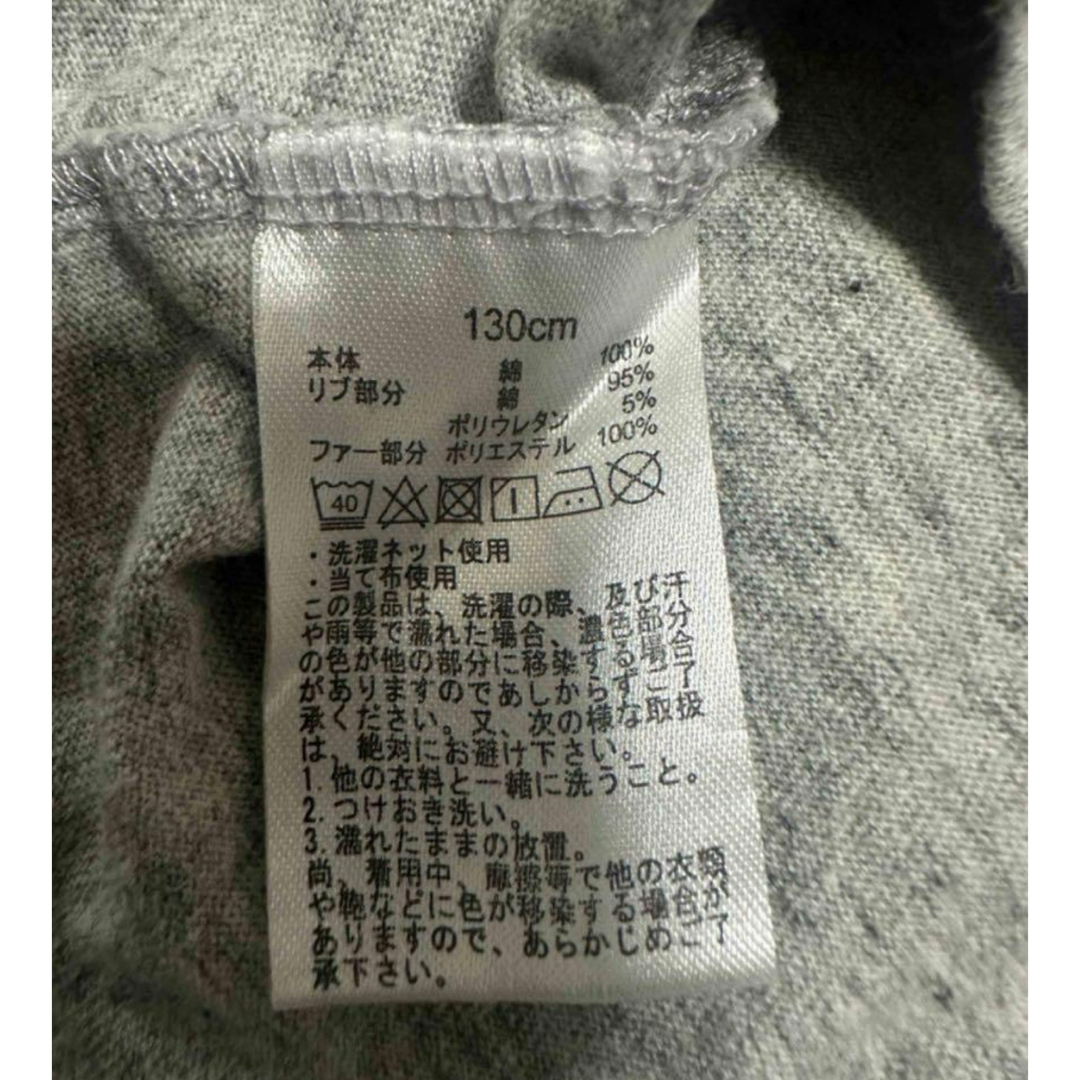 130cm
本体 綿 100%
リブ部分 綿 95%
ポリウレタン 5%
ファー部分 ポリエステル 100%
40
・洗濯ネット使用
・当て布使用
この製品は、洗濯の際、及び汗
や雨等で濡れた場合、濃色部分
の色が他の部分に移染する場合
がありますのであしからずご了
承ください。又、次の様な取扱
は、絶対にお避け下さい。
1.他の衣料と一緒に洗うこと。
2.つけおき洗い。
3.濡れたままの放置。
尚、着用中、摩擦等で他の衣類
や鞄などに色が移染する場合が
ありますので、あらかじめご了
承下さい。